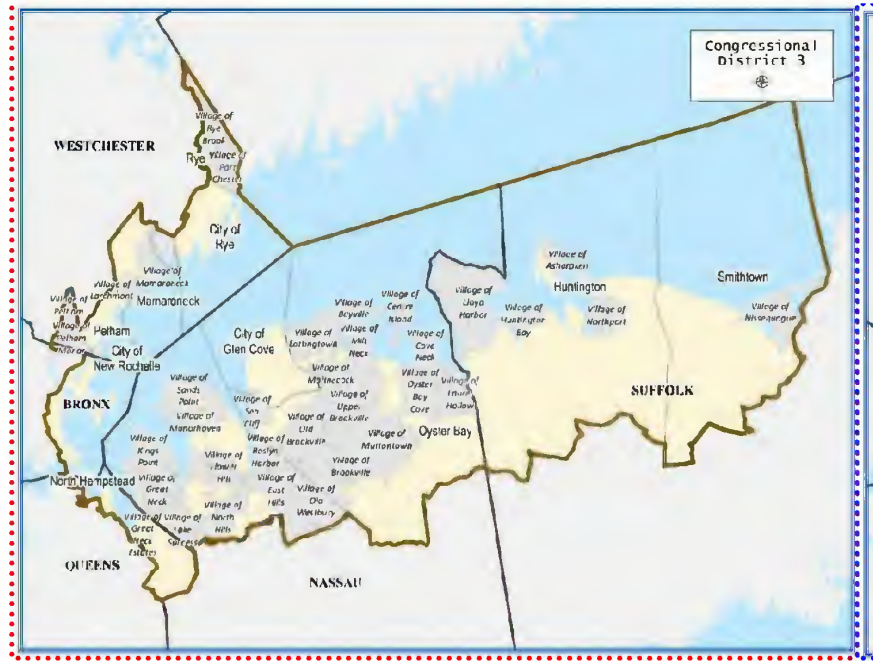 Congressional
District 3
WESTCHESTER
Village of
Rye
Brook
Rye
Village of
Port
Chester
City of
Rye
Village of
Mamaroneck
Village of
Larchmont
Mamaroneck
Village of
Pelham
Village of
Pelham
Manor
Pelham
City of
New Rochelle
BRONX
City of
Glen Cove
Village of
Bayville
Village of
Centre
Island
Village of
Lattingtown
Village of
Mill
Neck
Village of
Cove
Neck
Village of
Lloyd
Harbor
Village of
Asharoken
Huntington
Village of
Huntington
Bay
Village of
Northport
Smithtown
Village of
Nissequogue
SUFFOLK
Village of
Matinecock
Village of
Oyster
Bay
Cove
Village of
Laurel
Hollow
Village of
Sands
Point
Village of
Manorhaven
Village of
Sea
Cliff
Village of
Upper
Brookville
Village of
Old
Brookville
Village of
Muttontown
Oyster Bay
Village of
Kings
Point
Village of
Roslyn
Harbor
Village of
Flower
Hill
Village of
Brookville
North Hempstead
Village of
Great
Neck
Village of
East
Hills
Village of
Old
Westbury
Village of
Great
Neck
Estates
Village of
Lake
Success
Village of
North
Hills
QUEENS
NASSAU